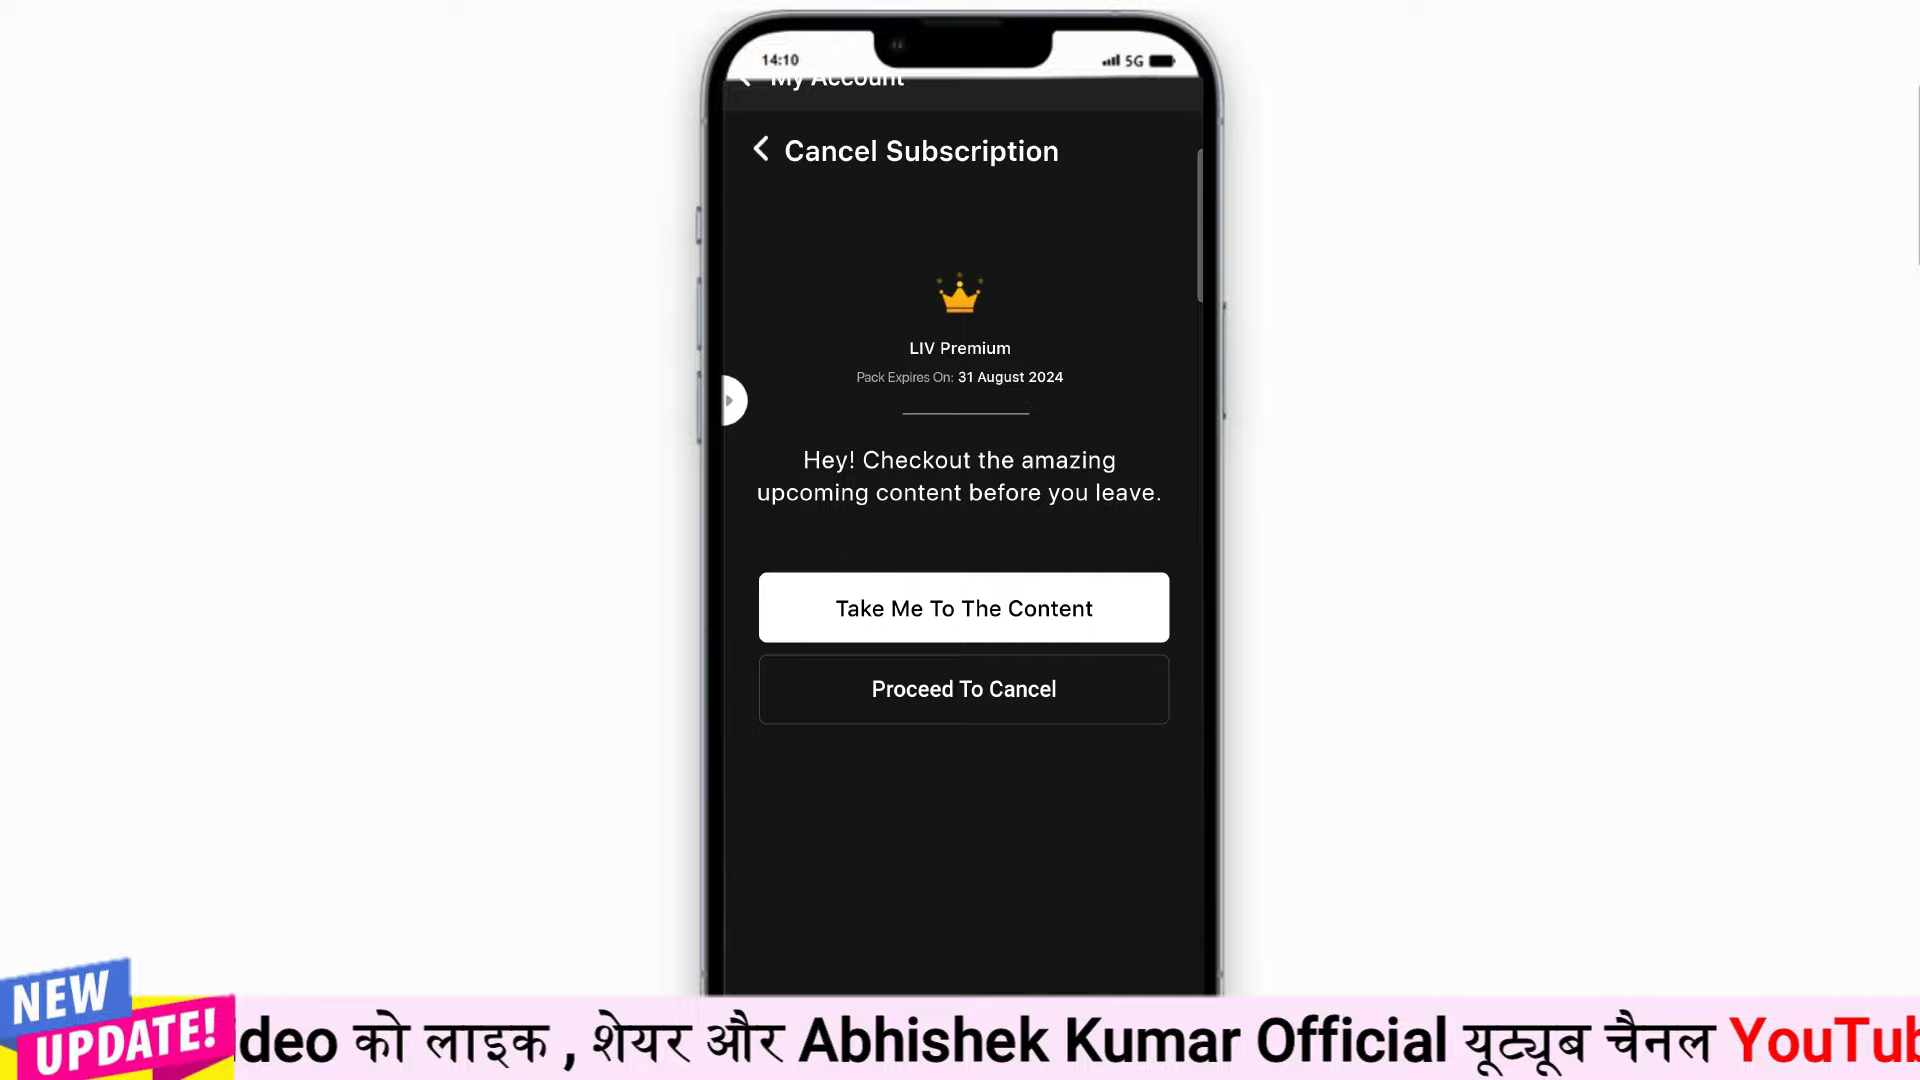 14:10
5G
My Account
Cancel Subscription
LIV Premium
Pack Expires On: 31 August 2024
Hey! Checkout the amazing
upcoming content before you leave.
Take Me To The Content
Proceed To Cancel
NEW
UPDATE!
deo को लाइक , शेयर और Abhishek Kumar Official यूट्यूब चैनल YouTub